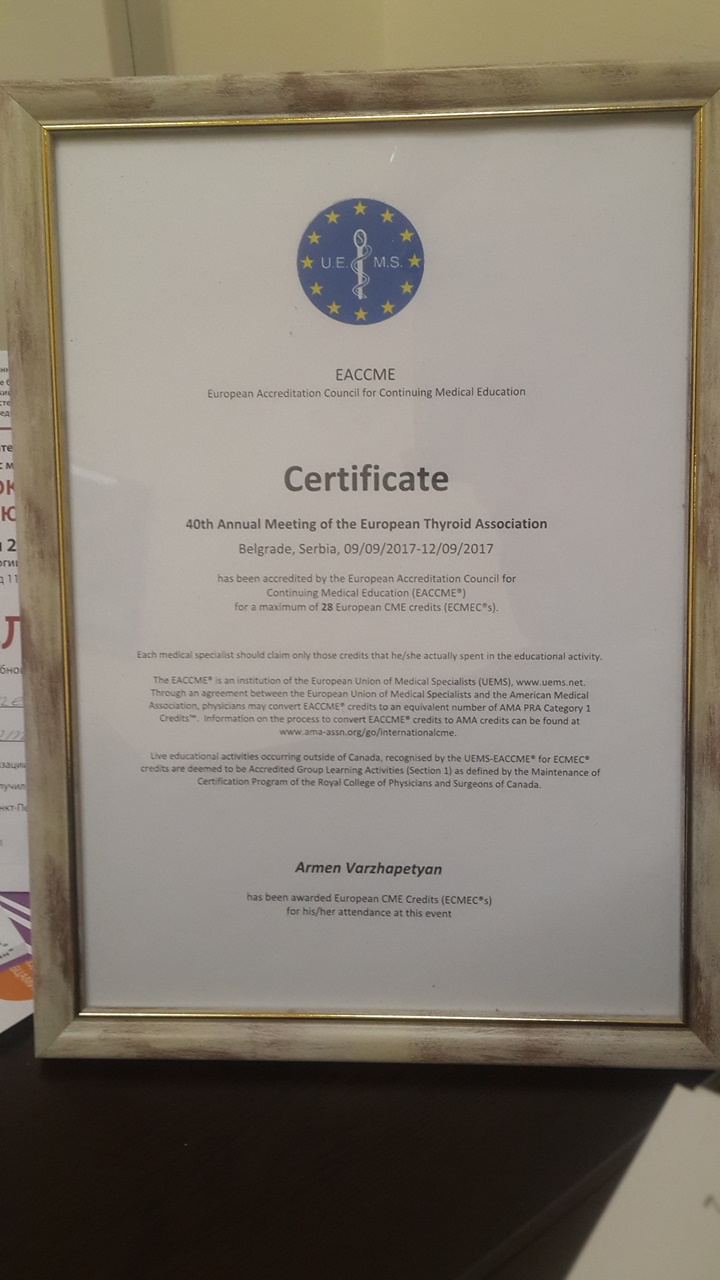 U.E. M.S.
EACCME
European Accreditation Council for Continuing Medical Education
Certificate
40th Annual Meeting of the European Thyroid Association
Belgrade, Serbia, 09/09/2017-12/09/2017
has been accredited by the European Accreditation Council for
Continuing Medical Education (EACCME®)
for a maximum of 28 European CME credits (ECMEC®s).
Each medical specialist should claim only those credits that he/she actually spent in the educational activity.
The EACCME® is an institution of the European Union of Medical Specialists (UEMS), www.uems.net.
Through an agreement between the European Union of Medical Specialists and the American Medical
Association, physicians may convert EACCME® credits to an equivalent number of AMA PRA Category 1
Credits™. Information on the process to convert EACCME® credits to AMA credits can be found at
www.ama-assn.org/go/internationalcme.
Live educational activities occurring outside of Canada, recognised by the UEMS-EACCME® for ECMEC®
credits are deemed to be Accredited Group Learning Activities (Section 1) as defined by the Maintenance of
Certification Program of the Royal College of Physicians and Surgeons of Canada.
Armen Varzhapetyan
has been awarded European CME Credits (ECMEC®s)
for his/her attendance at this event